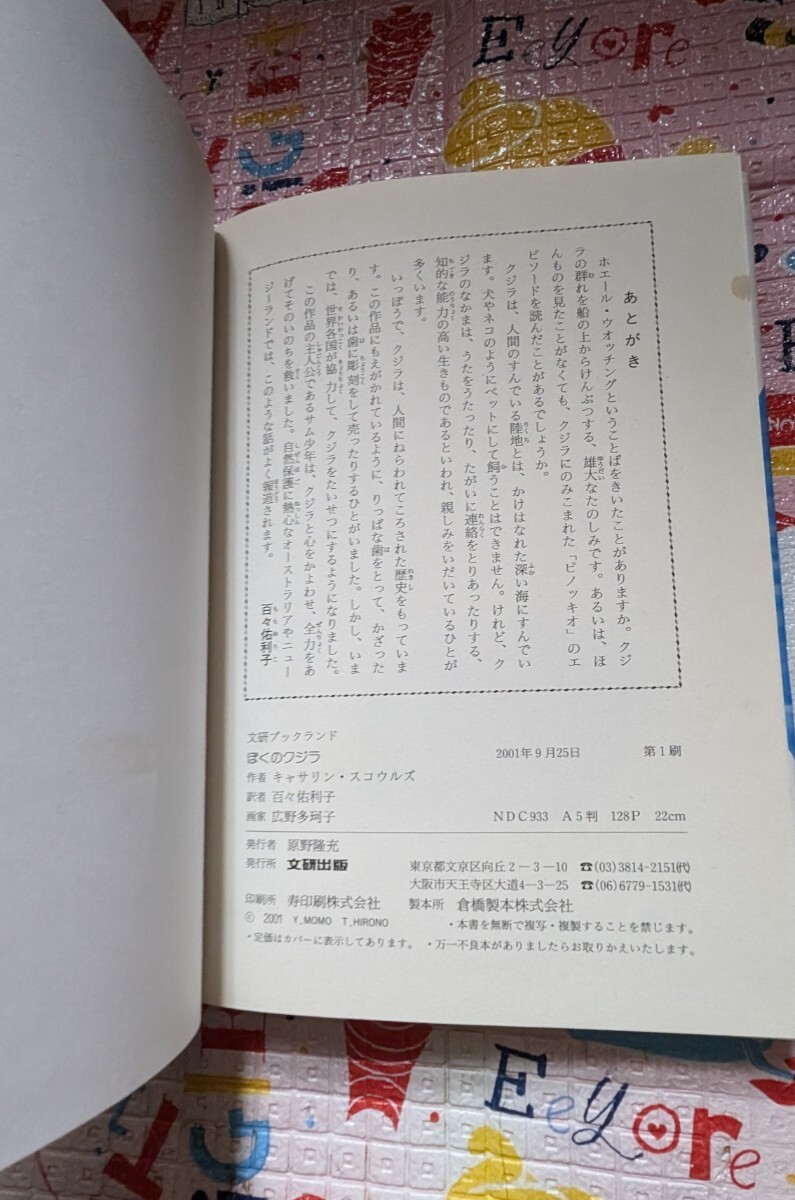 あとがき
ホエール・ウオッチングということばをきいたことがありますか。クジ
ラの群れを船の上からけんぶつする、雄大なたのしみです。あるいは、ほ
んものを見たことがなくても、クジラにのみこまれた「ピノッキオ」のエ
ピソードを読んだことがあるでしょうか。
クジラは、人間のすんでいる陸地とは、かけはなれた深い海にすんでい
ます。犬やネコのようにペットにして飼うことはできません。けれど、ク
ジラのなかまは、うたをうたったり、たがいに連絡をとりあったりする、
知的な能力の高い生きものであるといわれ、親しみをいだいているひとが
多くいます。
いっぽうで、クジラは、人間にねらわれてころされた歴史をもっていま
す。この作品にもえがかれているように、りっぱな歯をとって、かざった
り、あるいは歯に彫刻をして売ったりするひとがいました。しかし、いま
では、世界各国が協力して、クジラをたいせつにするようになりました。
この作品の主人公であるサム少年は、クジラと心をかよわせ、全力をあ
げてそのいのちを救いました。自然保護に熱心なオーストラリアやニュー
ジーランドでは、このような話がよく報道されます。
百々佑利子
文研ブックランド
ぼくのクジラ 2001年9月25日 第1刷
作者 キャサリン・スコウルズ
訳者 百々佑利子
画家 広野多珂子 NDC933 A5判 128P 22cm
発行者 原野隆充
発行所 文研出版 東京都文京区向丘2-3-10 ☎(03)3814-2151(代)
大阪市天王寺区大道4-3-25 ☎(06)6779-1531(代)
印刷所 寿印刷株式会社 製本所 倉橋製本株式会社
© 2001 Y.MOMO T.HIRONO ・本書を無断で複写・複製することを禁じます。
・定価はカバーに表示してあります。 ・万一不良本がありましたらお取りかえいたします。
Eeyore
Eeyore